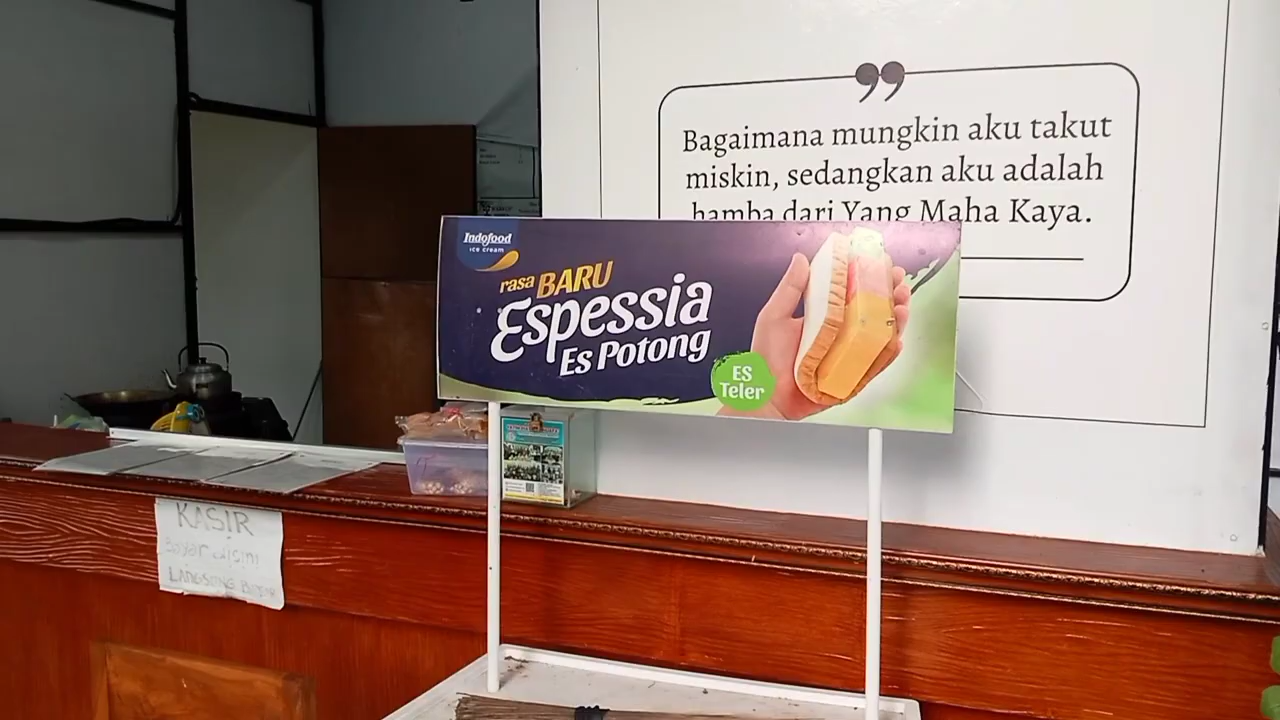 Bagaimana mungkin aku takut
miskin, sedangkan aku adalah
hamba dari Yang Maha Kaya.
Indofood
ICE CREAM
rasa BARU
Espessia
Es Potong
ES
Teler
KASIR
Bayar disini
LANGSUNG